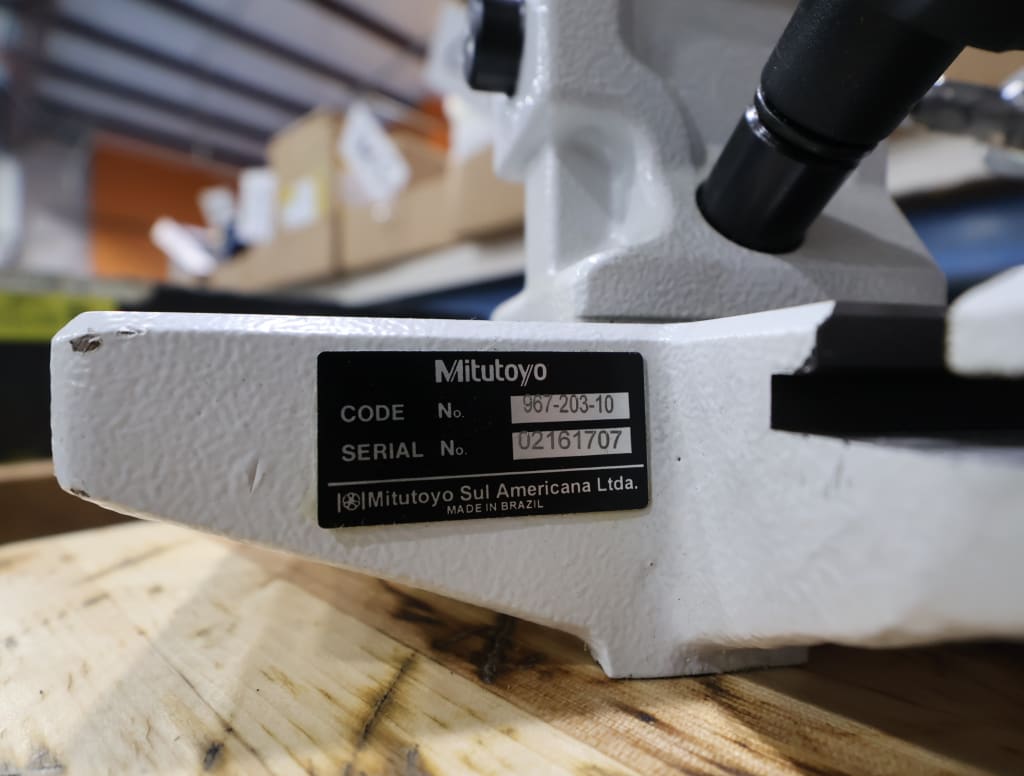 Mitutoyo
CODE No. 967-203-10
SERIAL No. 02161707
Mitutoyo Sul Americana Ltda.
MADE IN BRAZIL